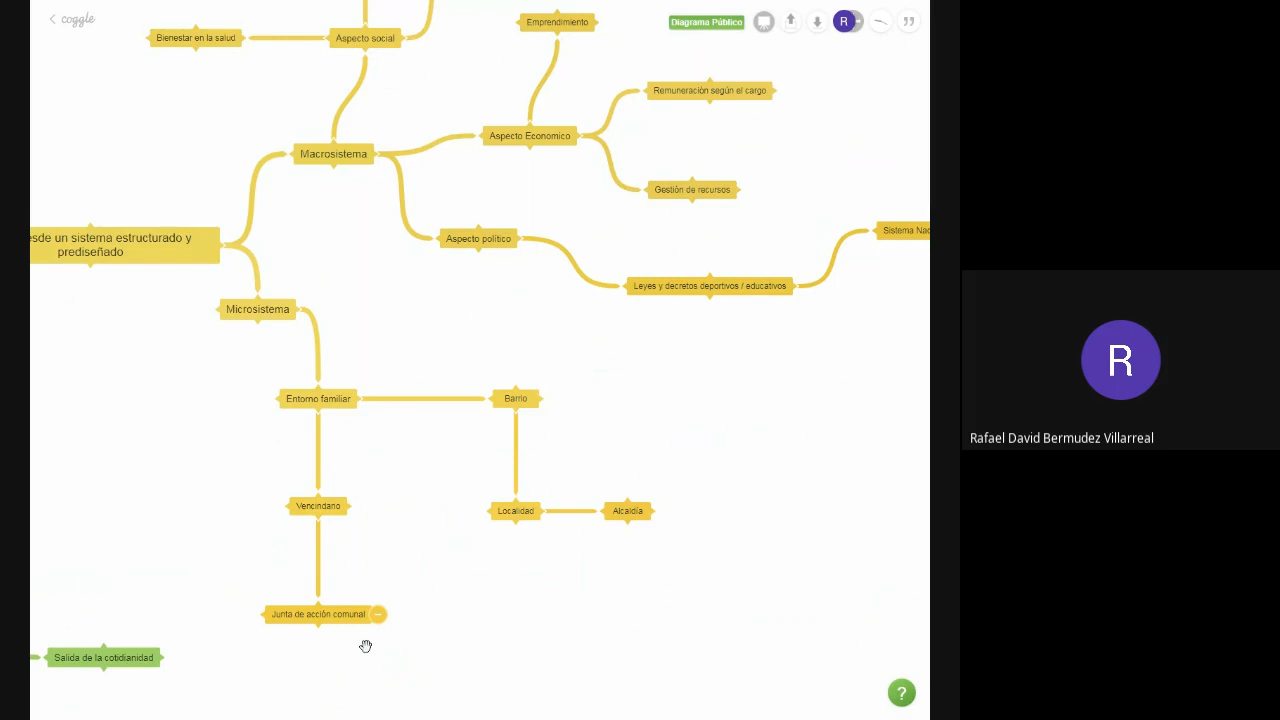 coggle
Diagrama Público
R
Emprendimiento
Bienestar en la salud
Aspecto social
Remuneración según el cargo
Aspecto Economico
Macrosistema
Gestión de recursos
esde un sistema estructurado y
prediseñado
Aspecto político
Sistema Nac
Leyes y decretos deportivos / educativos
Microsistema
Entorno familiar
Barrio
Vencindano
Localidad
Alcaldía
Junta de acción comunal
Salida de la cotidianidad
?
R
Rafael David Bermudez Villarreal